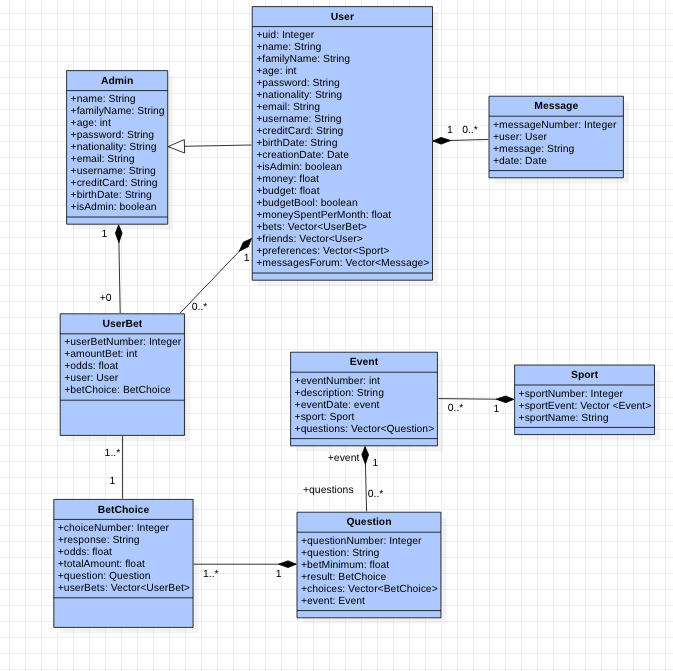 User
+uid: Integer
+name: String
+familyName: String
+age: int
+password: String
+nationality: String
+email: String
+username: String
+creditCard: String
+birthDate: String
+creationDate: Date
+isAdmin: boolean
+money: float
+budget: float
+budgetBool: boolean
+moneySpentPerMonth: float
+bets: Vector<UserBet>
+friends: Vector<User>
+preferences: Vector<Sport>
+messagesForum: Vector<Message>
Admin
+name: String
+familyName: String
+age: int
+password: String
+nationality: String
+email: String
+username: String
+creditCard: String
+birthDate: String
+isAdmin: boolean
Message
+messageNumber: Integer
+user: User
+message: String
+date: Date
1 0..*
1
+0
1
0..*
UserBet
+userBetNumber: Integer
+amountBet: int
+odds: float
+user: User
+betChoice: BetChoice
Event
+eventNumber: int
+description: String
+eventDate: event
+sport: Sport
+questions: Vector<Question>
Sport
+sportNumber: Integer
+sportEvent: Vector <Event>
+sportName: String
0..* 1
1..*
1
+event 1
+questions 0..*
BetChoice
+choiceNumber: Integer
+response: String
+odds: float
+totalAmount: float
+question: Question
+userBets: Vector<UserBet>
1..* 1
Question
+questionNumber: Integer
+question: String
+betMinimum: float
+result: BetChoice
+choices: Vector<BetChoice>
+event: Event